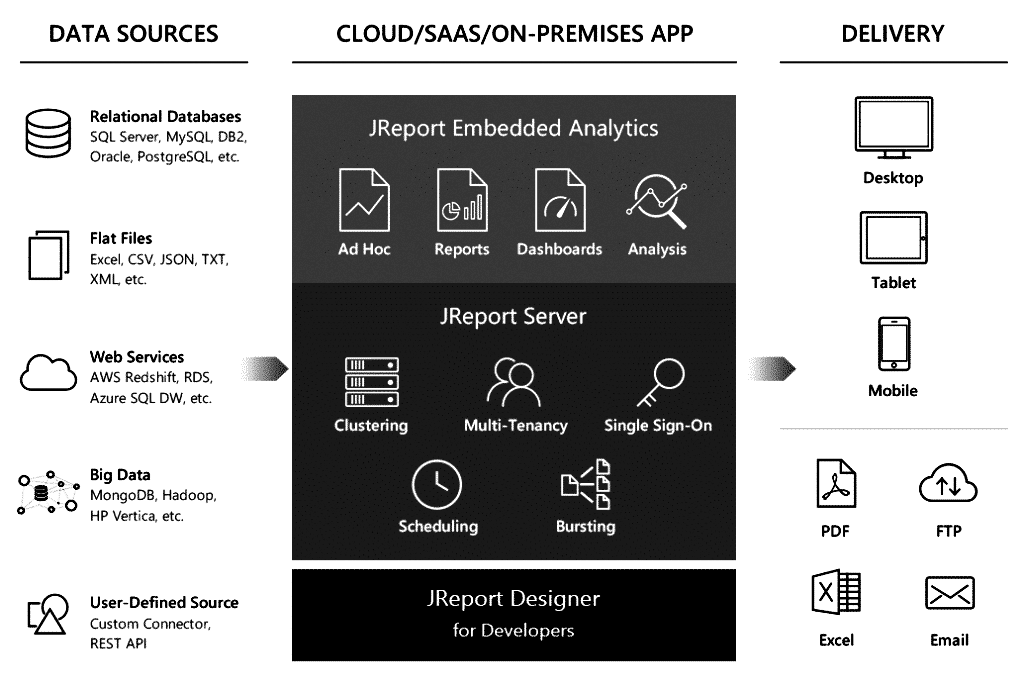 DATA SOURCES
CLOUD/SAAS/ON-PREMISES APP
DELIVERY
Relational Databases
SQL Server, MySQL, DB2,
Oracle, PostgreSQL, etc.
Flat Files
Excel, CSV, JSON, TXT,
XML, etc.
Web Services
AWS Redshift, RDS,
Azure SQL DW, etc.
Big Data
MongoDB, Hadoop,
HP Vertica, etc.
User-Defined Source
Custom Connector,
REST API
JReport Embedded Analytics
Ad Hoc
Reports
Dashboards
Analysis
JReport Server
Clustering
Multi-Tenancy
Single Sign-On
Scheduling
Bursting
JReport Designer
for Developers
Desktop
Tablet
Mobile
PDF
FTP
X
Excel
Email